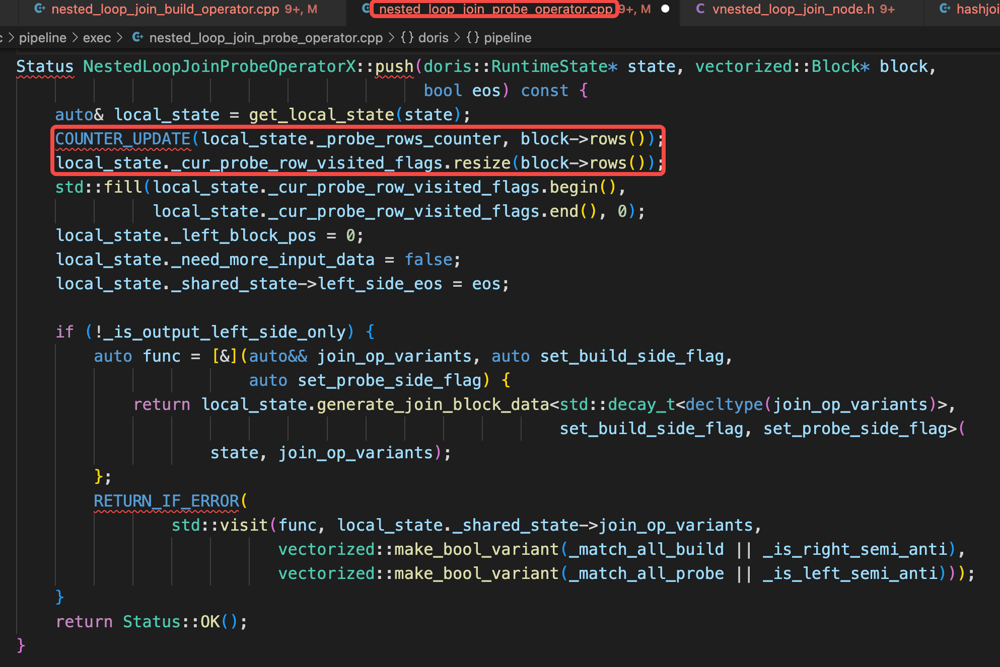 nested_loop_join_build_operator.cpp 9+, M nested_loop_join_probe_operator.cpp 9+, M vnested_loop_join_node.h 9+ hashjoi
c > pipeline > exec > nested_loop_join_probe_operator.cpp > {} doris > {} pipeline
Status NestedLoopJoinProbeOperatorX::push(doris::RuntimeState* state, vectorized::Block* block,
bool eos) const {
auto& local_state = get_local_state(state);
COUNTER_UPDATE(local_state._probe_rows_counter, block->rows());
local_state._cur_probe_row_visited_flags.resize(block->rows());
std::fill(local_state._cur_probe_row_visited_flags.begin(),
local_state._cur_probe_row_visited_flags.end(), 0);
local_state._left_block_pos = 0;
local_state._need_more_input_data = false;
local_state._shared_state->left_side_eos = eos;
if (!_is_output_left_side_only) {
auto func = [&](auto&& join_op_variants, auto set_build_side_flag,
auto set_probe_side_flag) {
return local_state.generate_join_block_data<std::decay_t<decltype(join_op_variants)>,
set_build_side_flag, set_probe_side_flag>(
state, join_op_variants);
};
RETURN_IF_ERROR(
std::visit(func, local_state._shared_state->join_op_variants,
vectorized::make_bool_variant(_match_all_build || _is_right_semi_anti),
vectorized::make_bool_variant(_match_all_probe || _is_left_semi_anti)));
}
return Status::OK();
}